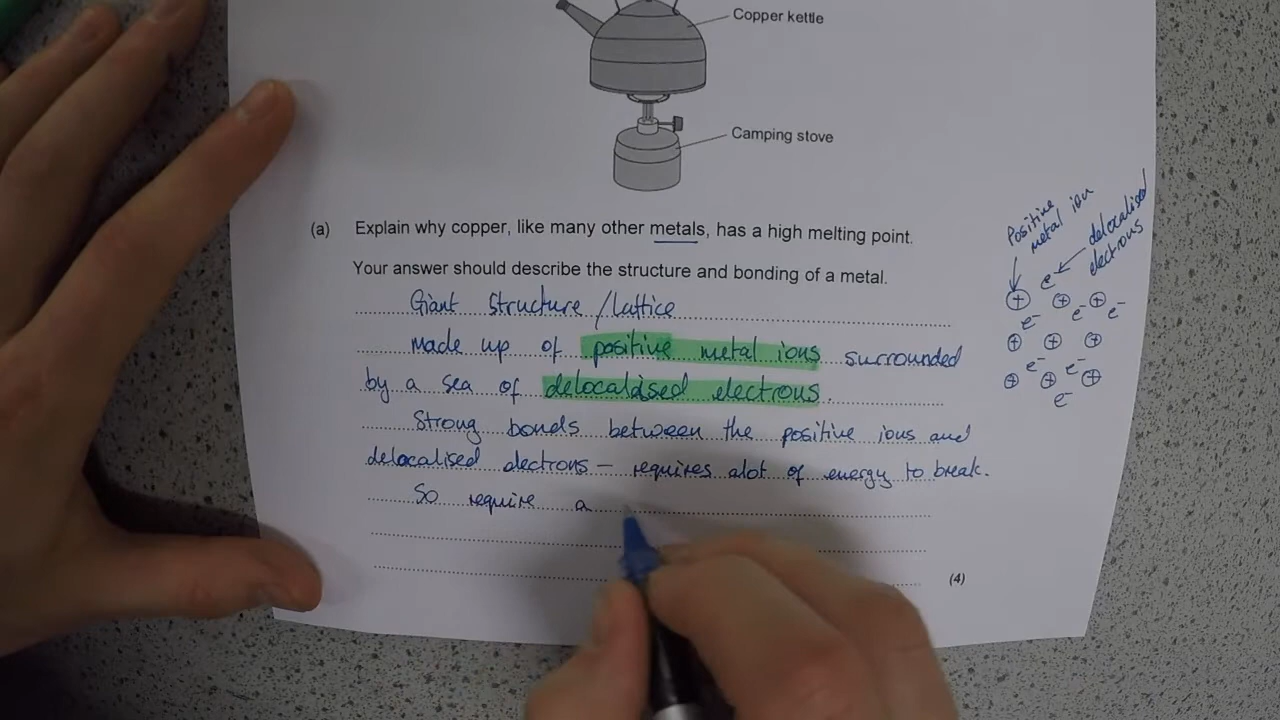 Copper kettle
Camping stove
(a) Explain why copper, like many other metals, has a high melting point.
Your answer should describe the structure and bonding of a metal.
Giant Structure / lattice
made up of positive metal ions surrounded
by a sea of delocalised electrons.
Strong bonds between the positive ions and
delocalised electrons – requires alot of energy to break.
So require a
(4)
Positive
metal ion
delocalised
electrons
e-
+ + +
e- e- e-
+ + +
e- e-
+ + +
e-